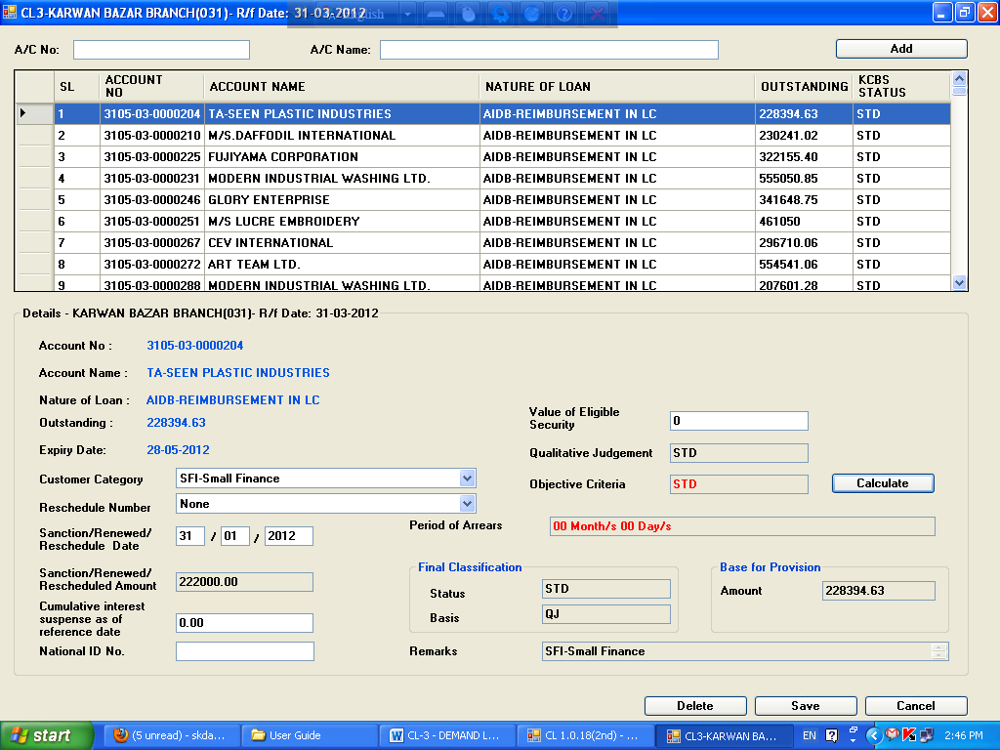 CL3-KARWAN BAZAR BRANCH(031)- R/f Date: 31-03-2012
A/C No: A/C Name: Add
SL ACCOUNT NO ACCOUNT NAME NATURE OF LOAN OUTSTANDING KCBS STATUS
1 3105-03-0000204 TA-SEEN PLASTIC INDUSTRIES AIDB-REIMBURSEMENT IN LC 228394.63 STD
2 3105-03-0000210 M/S.DAFFODIL INTERNATIONAL AIDB-REIMBURSEMENT IN LC 230241.02 STD
3 3105-03-0000225 FUJIYAMA CORPORATION AIDB-REIMBURSEMENT IN LC 322155.40 STD
4 3105-03-0000231 MODERN INDUSTRIAL WASHING LTD. AIDB-REIMBURSEMENT IN LC 555050.85 STD
5 3105-03-0000246 GLORY ENTERPRISE AIDB-REIMBURSEMENT IN LC 341648.75 STD
6 3105-03-0000251 M/S LUCRE EMBROIDERY AIDB-REIMBURSEMENT IN LC 461050 STD
7 3105-03-0000267 CEV INTERNATIONAL AIDB-REIMBURSEMENT IN LC 296710.06 STD
8 3105-03-0000272 ART TEAM LTD. AIDB-REIMBURSEMENT IN LC 554541.06 STD
9 3105-03-0000288 MODERN INDUSTRIAL WASHING LTD. AIDB-REIMBURSEMENT IN LC 207601.28 STD
Details - KARWAN BAZAR BRANCH(031)- R/f Date: 31-03-2012
Account No : 3105-03-0000204
Account Name : TA-SEEN PLASTIC INDUSTRIES
Nature of Loan : AIDB-REIMBURSEMENT IN LC
Outstanding : 228394.63
Expiry Date: 28-05-2012
Customer Category SFI-Small Finance
Reschedule Number None
Sanction/Renewed/
Reschedule Date 31 / 01 / 2012
Sanction/Renewed/
Rescheduled Amount 222000.00
Cumulative interest
suspense as of
reference date 0.00
National ID No.
Value of Eligible
Security 0
Qualitative Judgement STD
Objective Criteria STD Calculate
Period of Arrears 00 Month/s 00 Day/s
Final Classification
Status STD
Basis QJ
Base for Provision
Amount 228394.63
Remarks SFI-Small Finance
Delete Save Cancel
start (5 unread) - skda... User Guide CL-3 - DEMAND L... CL 1.0.18(2nd) - ... CL3-KARWAN BA... EN 2:46 PM